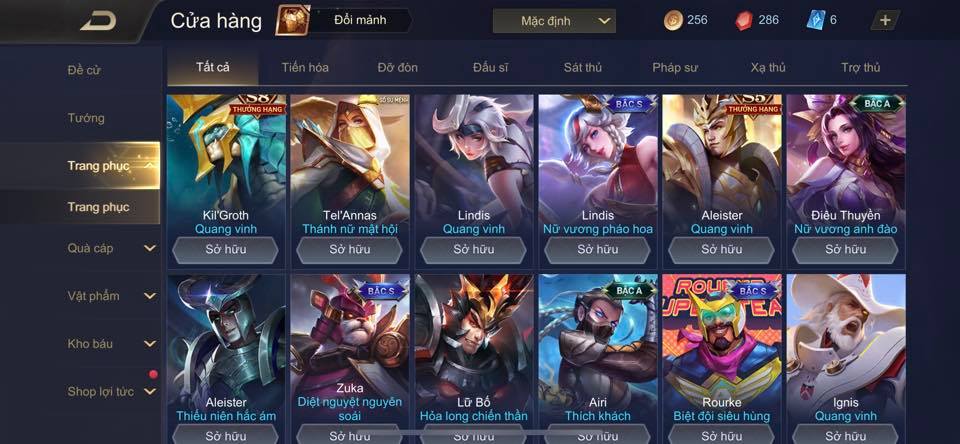 Cửa hàng
Đổi mảnh
Mặc định
256
286
6
Đề cử
Tướng
Trang phục
Trang phục
Quà cáp
Vật phẩm
Kho báu
Shop lợi tức
Tất cả
Tiến hóa
Đỡ đòn
Đấu sĩ
Sát thủ
Pháp sư
Xạ thủ
Trợ thủ
S8
THƯỞNG HẠNG
Kil'Groth
Quang vinh
Sở hữu
SỔ SỨ MỆNH
Tel'Annas
Thánh nữ mật hội
Sở hữu
Lindis
Quang vinh
Sở hữu
BẬC S
Lindis
Nữ vương pháo hoa
Sở hữu
S5
THƯỞNG HẠNG
Aleister
Quang vinh
Sở hữu
BẬC A
Điêu Thuyền
Nữ vương anh đào
Sở hữu
Aleister
Thiếu niên hắc ám
Sở hữu
BẬC S
Zuka
Diệt nguyệt nguyên
soái
Sở hữu
Lữ Bố
Hỏa long chiến thần
Sở hữu
BẬC A
Airi
Thích khách
Sở hữu
BẬC S
Rourke
Biệt đội siêu hùng
Sở hữu
Ignis
Quang vinh
Sở hữu